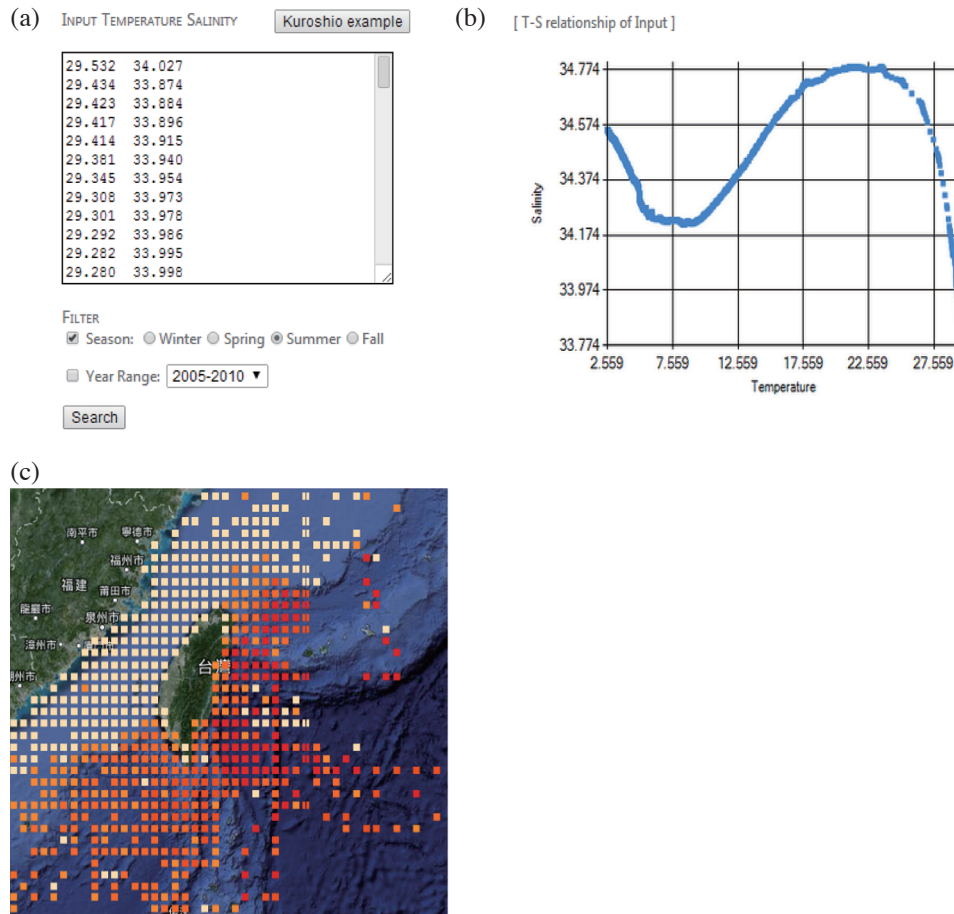 (a) INPUT TEMPERATURE SALINITY Kuroshio example
29.532 34.027
29.434 33.874
29.423 33.884
29.417 33.896
29.414 33.915
29.381 33.940
29.345 33.954
29.308 33.973
29.301 33.978
29.292 33.986
29.282 33.995
29.280 33.998
FILTER
Season: Winter Spring Summer Fall
Year Range: 2005-2010
Search
(b) [ T-S relationship of Input ]
34.774
34.574
34.374
34.174
33.974
33.774
Salinity
2.559 7.559 12.559 17.559 22.559 27.559
Temperature
(c)
南平市 寧德市
福州市
福建 莆田市
龍巖市 泉州市
漳州市
州市
台灣